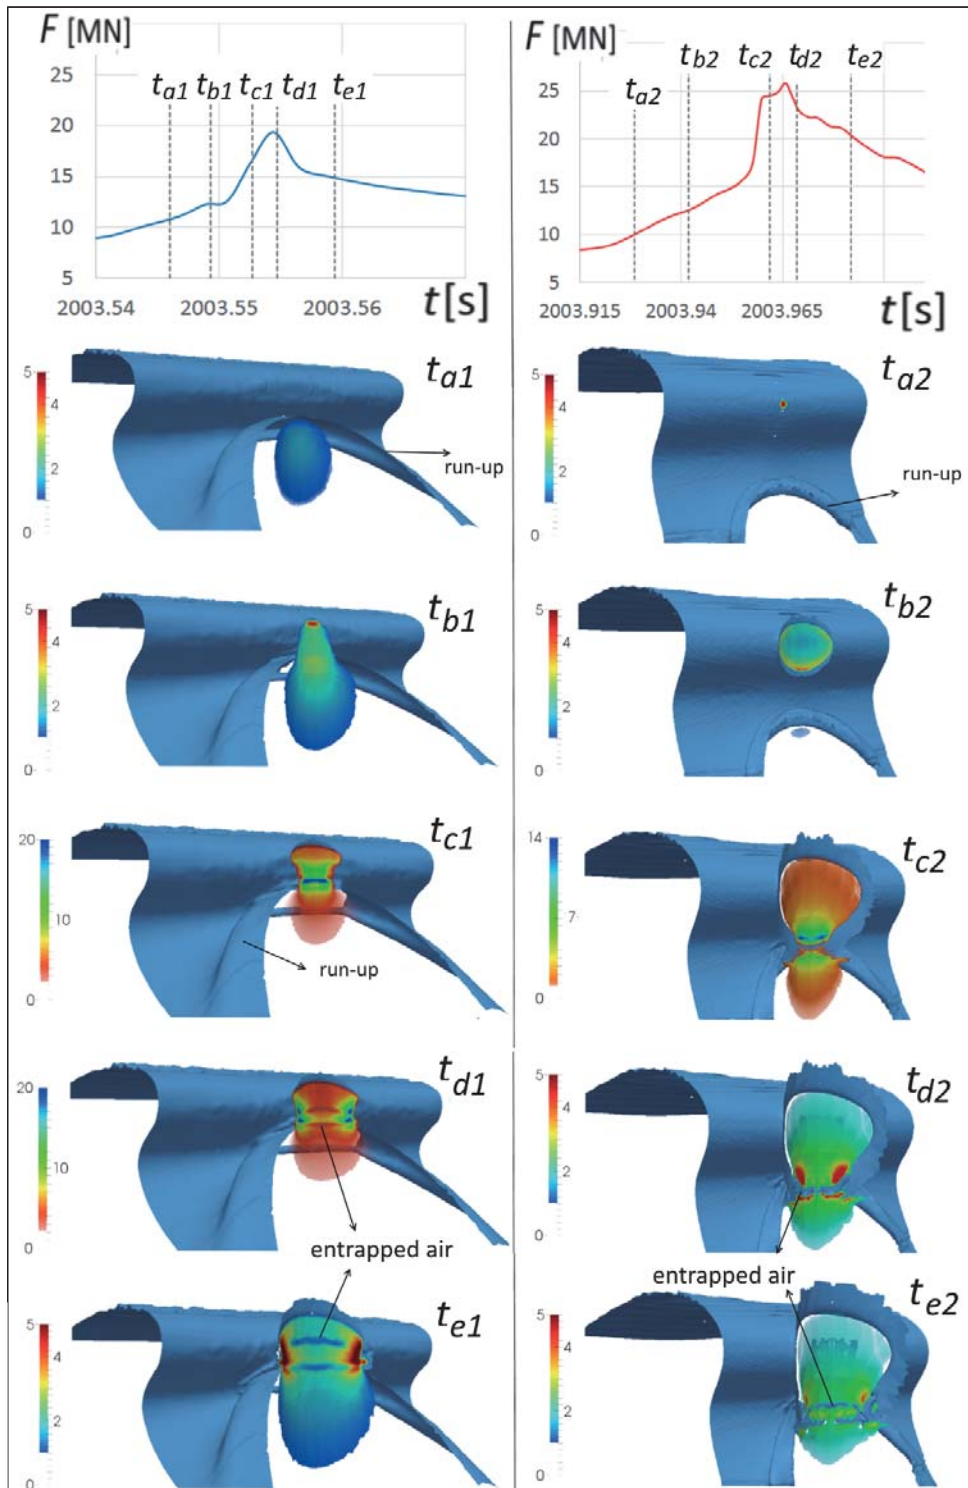 F [MN]
25
20
15
10
5
ta1 tb1 tc1 td1 te1
2003.54 2003.55 2003.56 t[s]
F [MN]
25
20
15
10
5
ta2 tb2 tc2 td2 te2
2003.915 2003.94 2003.965 t[s]
ta1
5
4
2
0
run-up
ta2
5
4
2
0
run-up
tb1
5
4
2
0
tb2
5
4
2
0
tc1
20
10
0
run-up
tc2
14
7
0
td1
20
10
0
entrapped air
td2
5
4
2
0
entrapped air
te1
5
4
2
0
te2
5
4
2
0